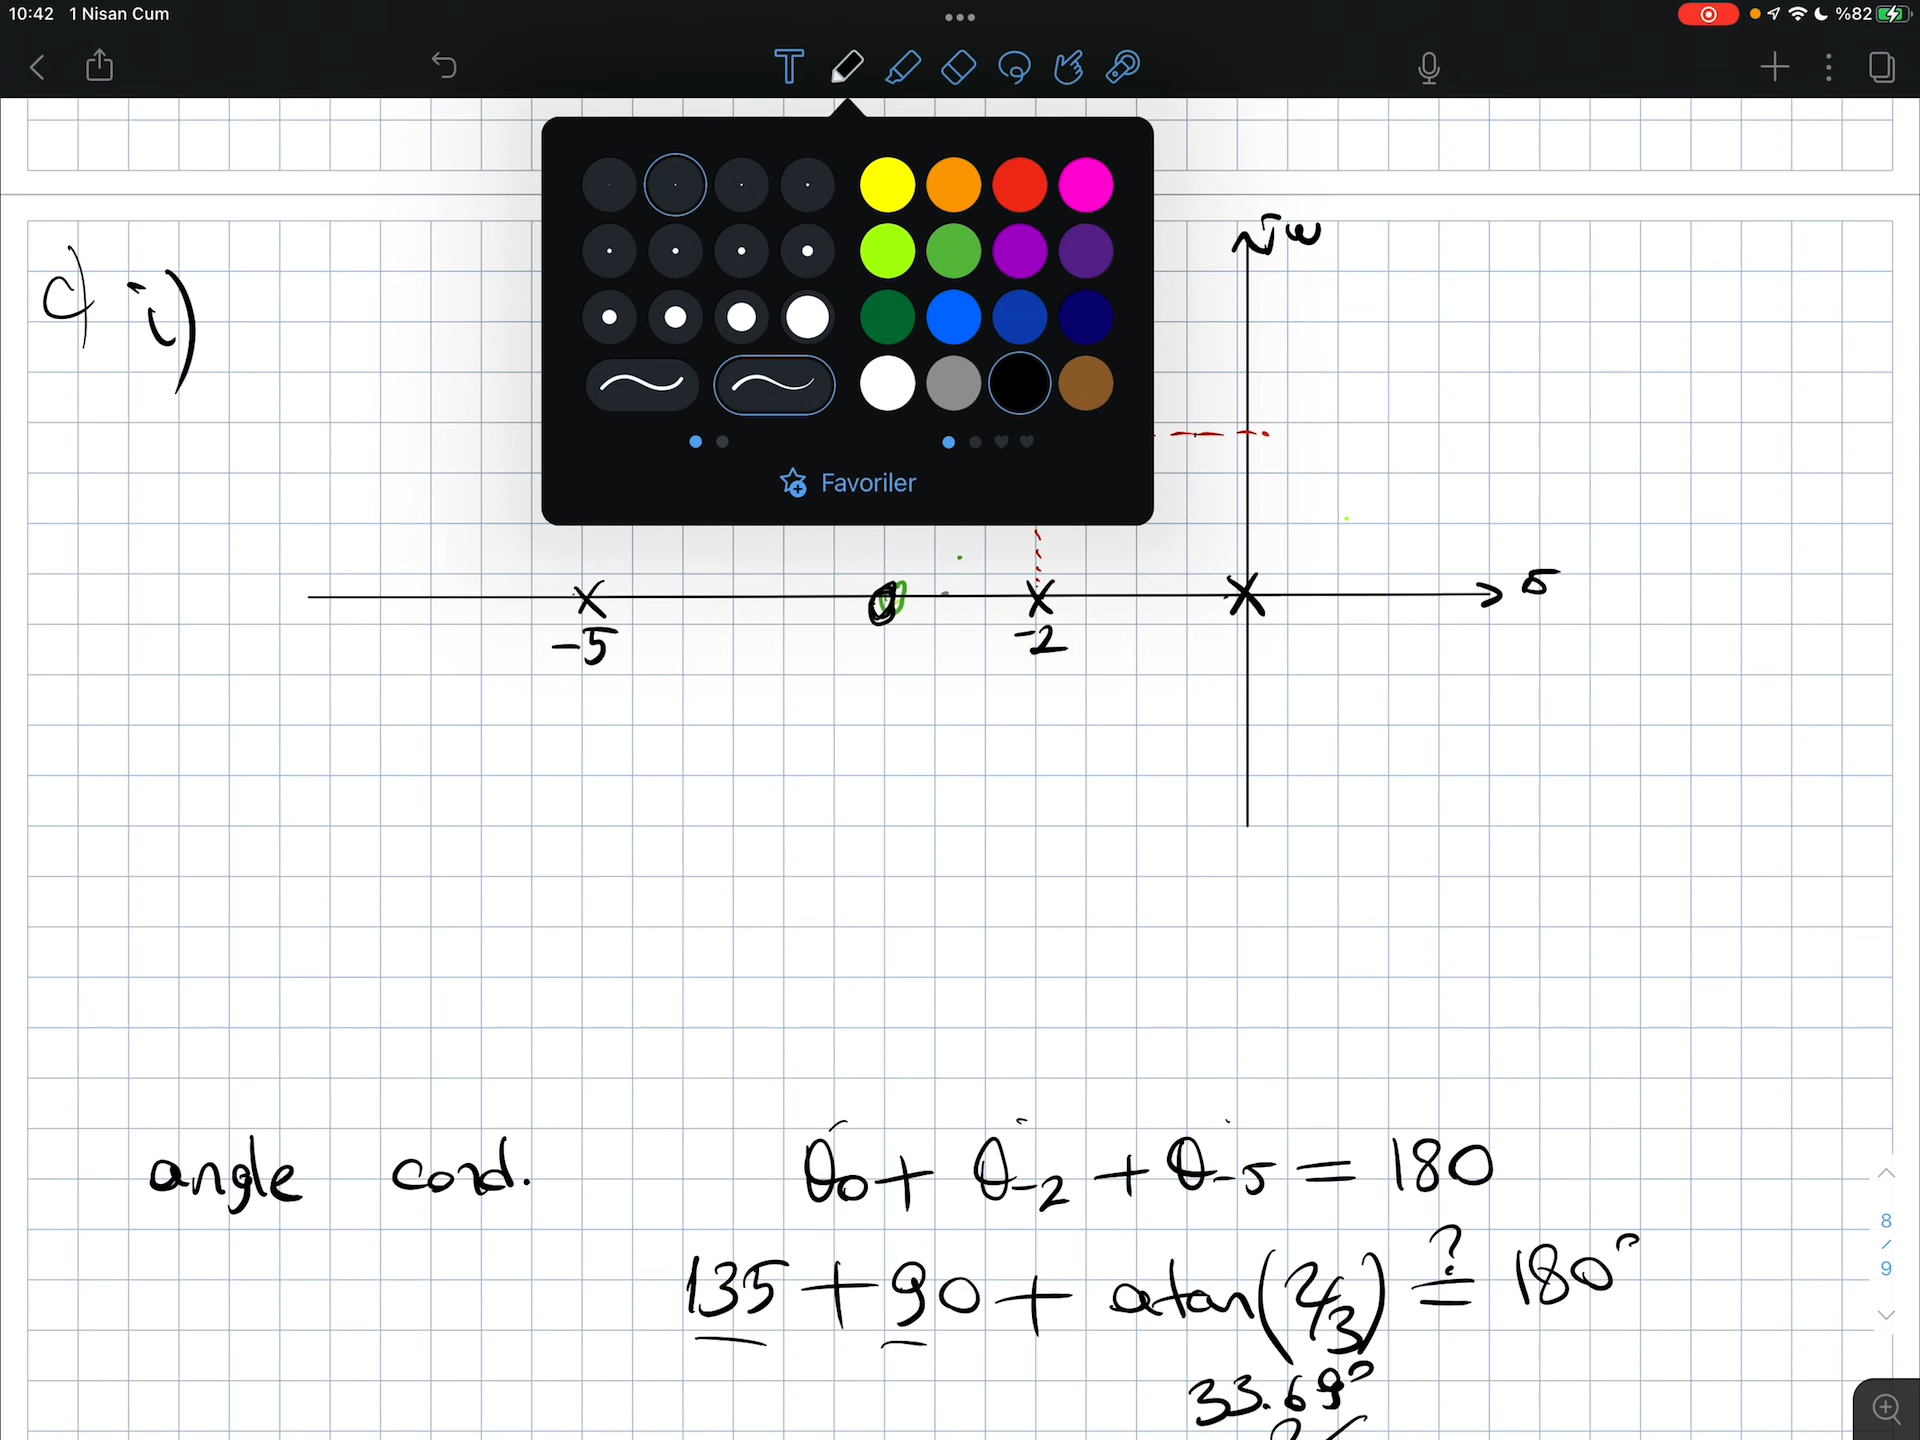 10:42 1 Nisan Cum
%82
T
c) i)
jw
Favoriler
σ
-5
-2
angle cond.
θ0 + θ-2 + θ-5 = 180
8
/
9
135 + 90 + atan(2/3) ?= 180°
33.69°